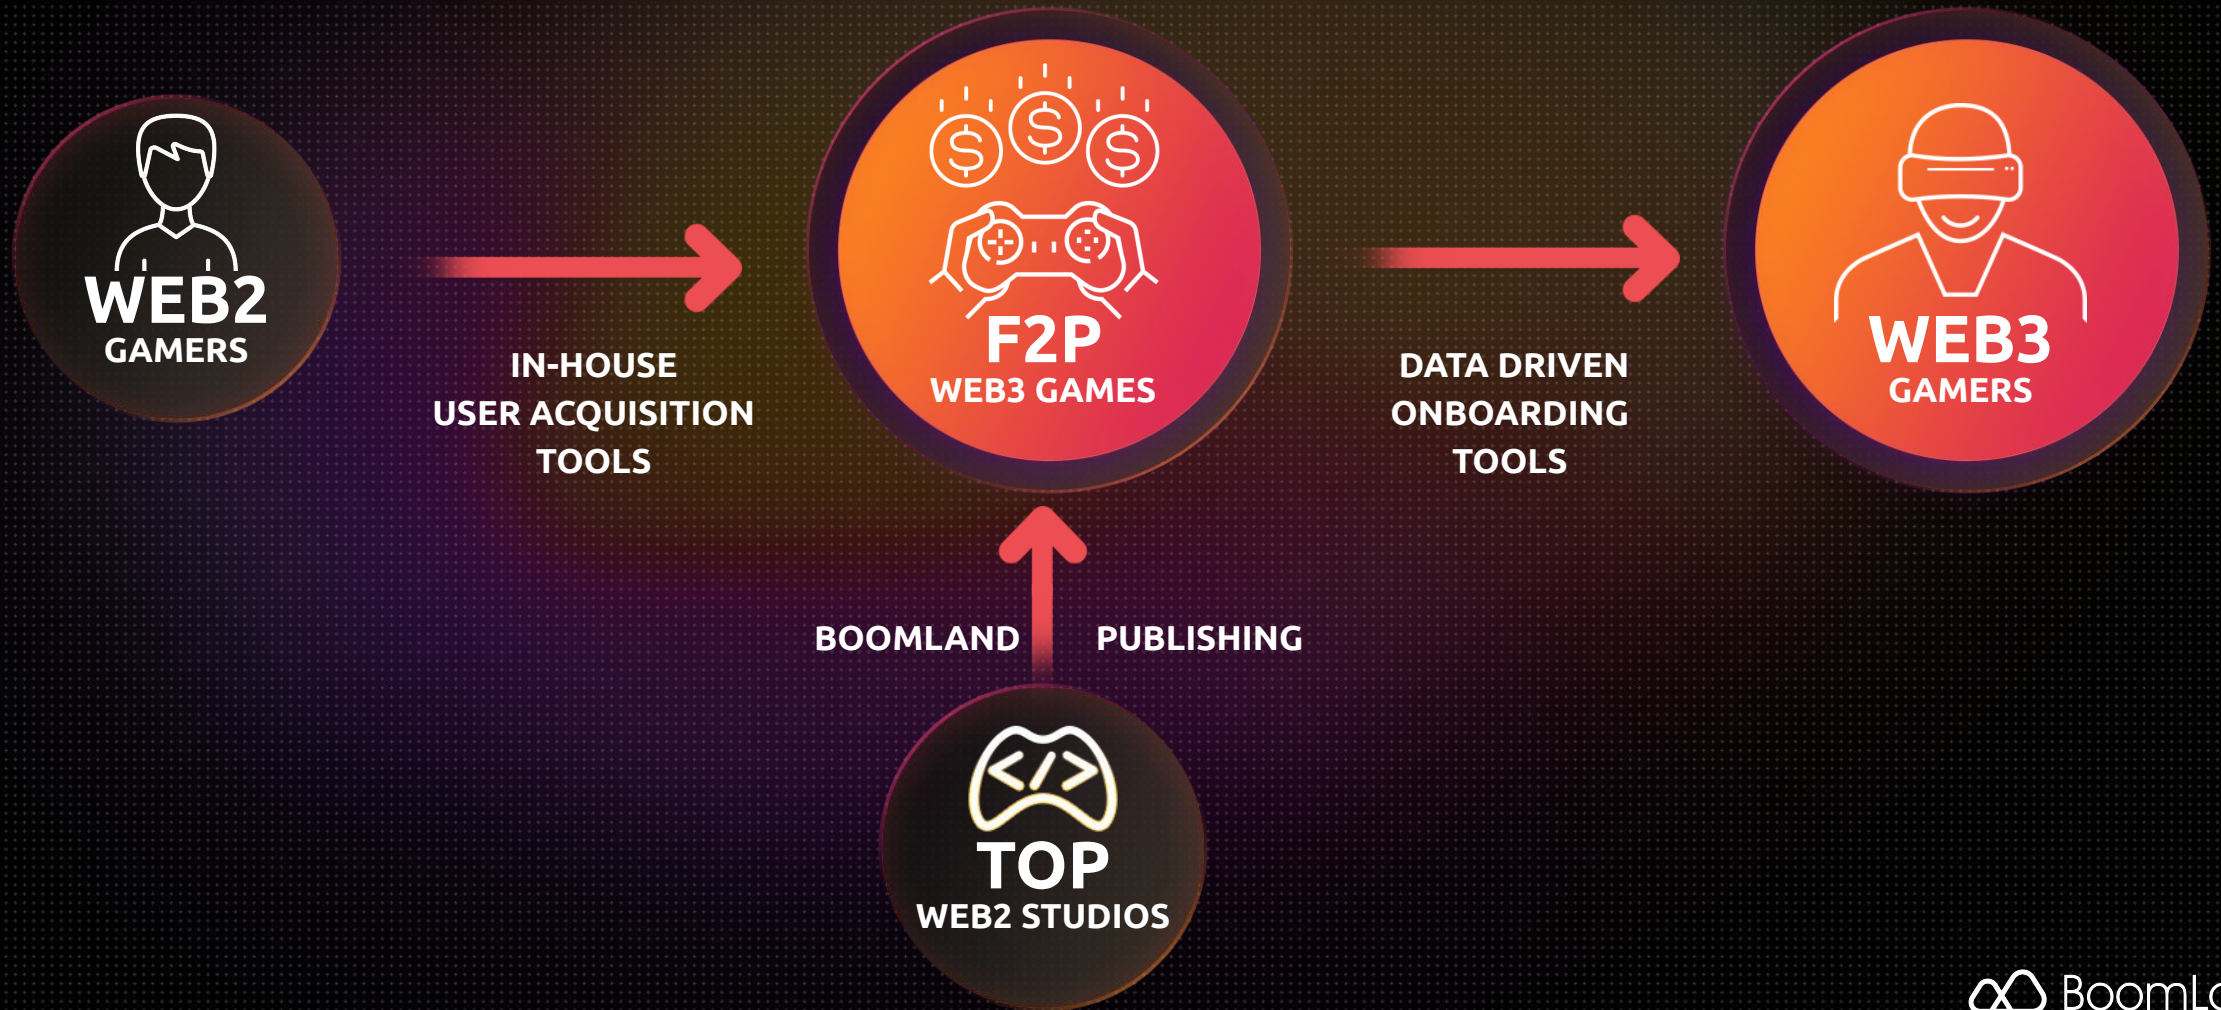 WEB2
GAMERS
IN-HOUSE
USER ACQUISITION
TOOLS
F2P
WEB3 GAMES
DATA DRIVEN
ONBOARDING
TOOLS
WEB3
GAMERS
BOOMLAND PUBLISHING
</>
TOP
WEB2 STUDIOS